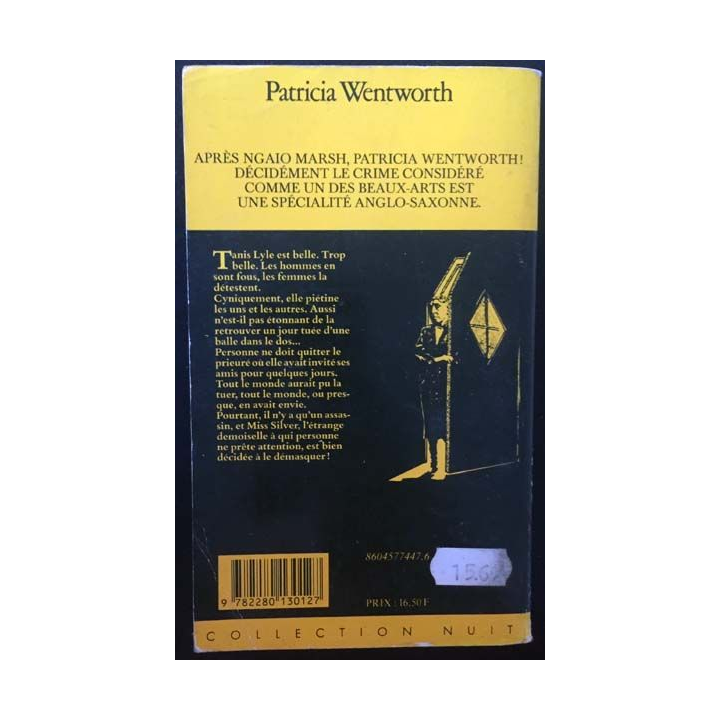 Patricia Wentworth
APRÈS NGAIO MARSH, PATRICIA WENTWORTH!
DÉCIDÉMENT LE CRIME CONSIDÉRÉ
COMME UN DES BEAUX-ARTS EST
UNE SPÉCIALITÉ ANGLO-SAXONNE.
Tanis Lyle est belle. Trop
belle. Les hommes en
sont fous, les femmes la
détestent.
Cyniquement, elle piétine
les uns et les autres. Aussi
n'est-il pas étonnant de la
retrouver un jour tuée d'une
balle dans le dos...
Personne ne doit quitter le
prieuré où elle avait invité ses
amis pour quelques jours.
Tout le monde aurait pu la
tuer, tout le monde, ou pres-
que, en avait envie.
Pourtant, il n'y a qu'un assas-
sin, et Miss Silver, l'étrange
demoiselle à qui personne
ne prête attention, est bien
décidée à le démasquer!
8604577447.6
9 782280 130127
PRIX : 16.50 F
COLLECTION NUIT